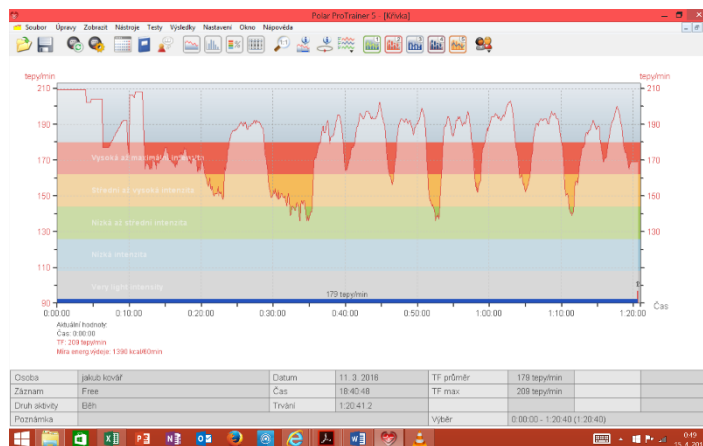 Polar ProTrainer 5 - [Křivka]
Soubor Úpravy Zobrazit Nástroje Testy Výsledky Nastavení Okno Nápověda
tepy/min tepy/min
210 210
190 190
170 170
150 150
130 130
110 110
90 90
Vysoká až maximální intenzita
Střední až vysoká intenzita
Nízká až střední intenzita
Nízká intenzita
Very light intensity
179 tepy/min
0:00:00 0:10:00 0:20:00 0:30:00 0:40:00 0:50:00 1:00:00 1:10:00 1:20:00 Čas
Aktuální hodnoty:
Čas: 0:00:00
TF: 209 tepy/min
Míra energ.výdeje: 1390 kcal/60min
Osoba jakub kovář Datum 11. 3. 2016 TF průměr 179 tepy/min
Záznam Free Čas 18:40:48 TF max 209 tepy/min
Druh aktivity Běh Trvání 1:20:41.2
Poznámka Výběr 0:00:00 - 1:20:40 (1:20:40)
0:49